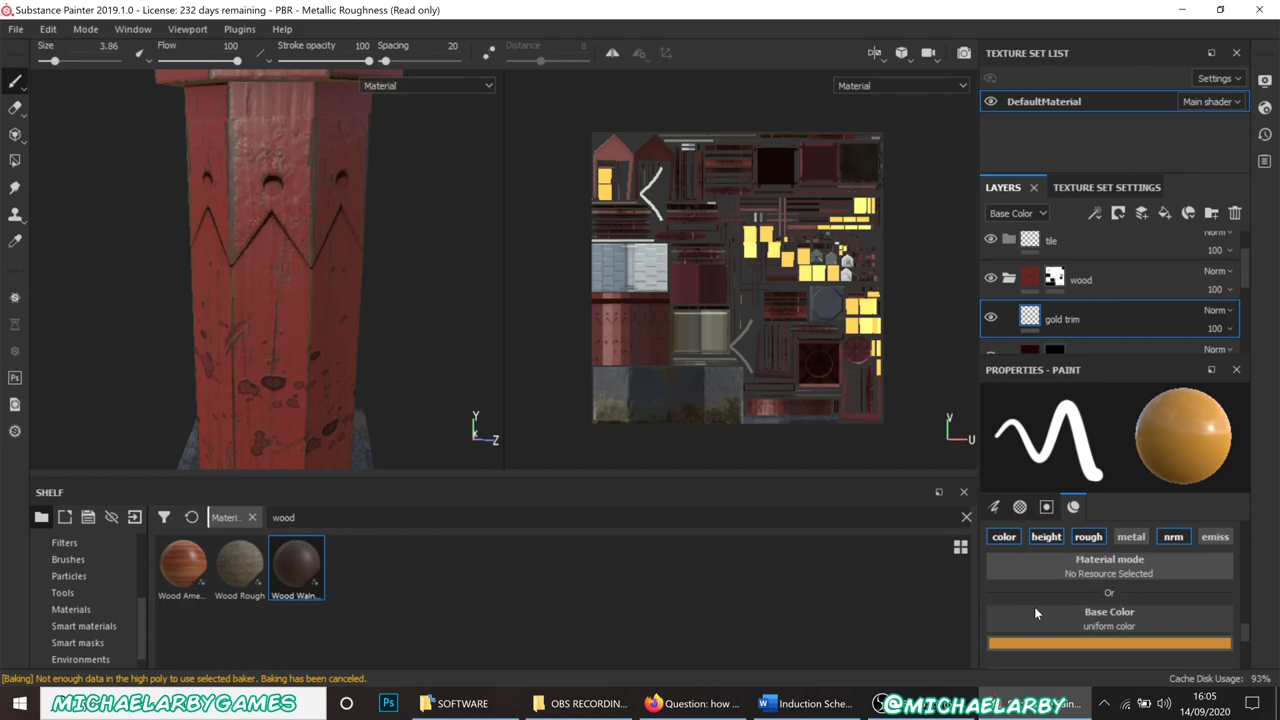 Substance Painter 2019.1.0 - License: 232 days remaining - PBR - Metallic Roughness (Read only)
File Edit Mode Window Viewport Plugins Help
Size 3.86 Flow 100 Stroke opacity 100 Spacing 20 Distance 8
Material
Material
Y
Z
V
U
TEXTURE SET LIST
Settings
DefaultMaterial Main shader
LAYERS TEXTURE SET SETTINGS
Base Color
tile Norm
100
wood Norm
100
gold trim Norm
100
Norm
PROPERTIES - PAINT
color height rough metal nrm emiss
Material mode
No Resource Selected
Or
Base Color
uniform color
SHELF
Materi... wood
Filters
Brushes
Particles
Tools
Materials
Smart materials
Smart masks
Environments
Wood Ame... Wood Rough Wood Waln...
[Baking] Not enough data in the high poly to use selected baker. Baking has been canceled.
Cache Disk Usage: 93%
MICHAELARBYGAMES
Ps
SOFTWARE
OBS RECORDIN...
Question: how ...
Induction Sche...
@MICHAELARBY
16:05
14/09/2020